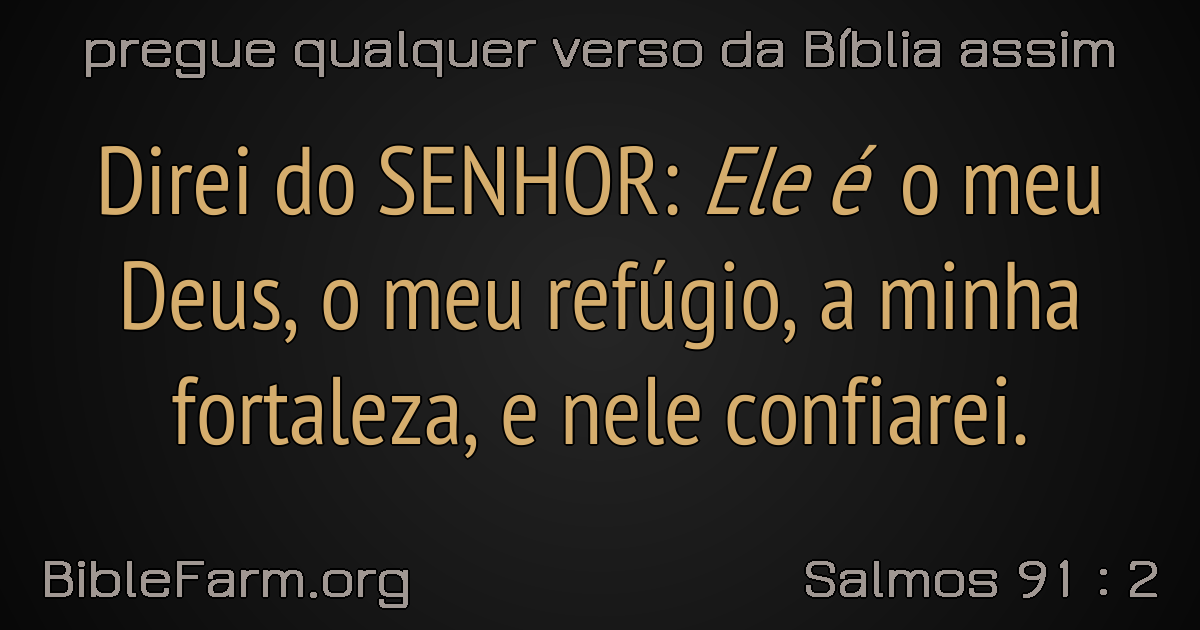 pregue qualquer verso da Bíblia assim
Direi do SENHOR: Ele é o meu
Deus, o meu refúgio, a minha
fortaleza, e nele confiarei.
BibleFarm.org
Salmos 91 : 2